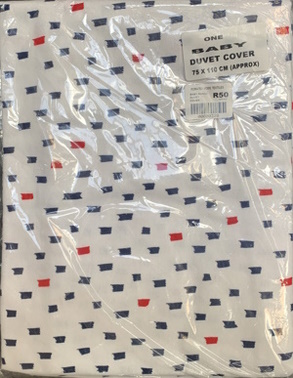 ONE
BABY
DUVET COVER
75 X 110 CM (APPROX)
R50